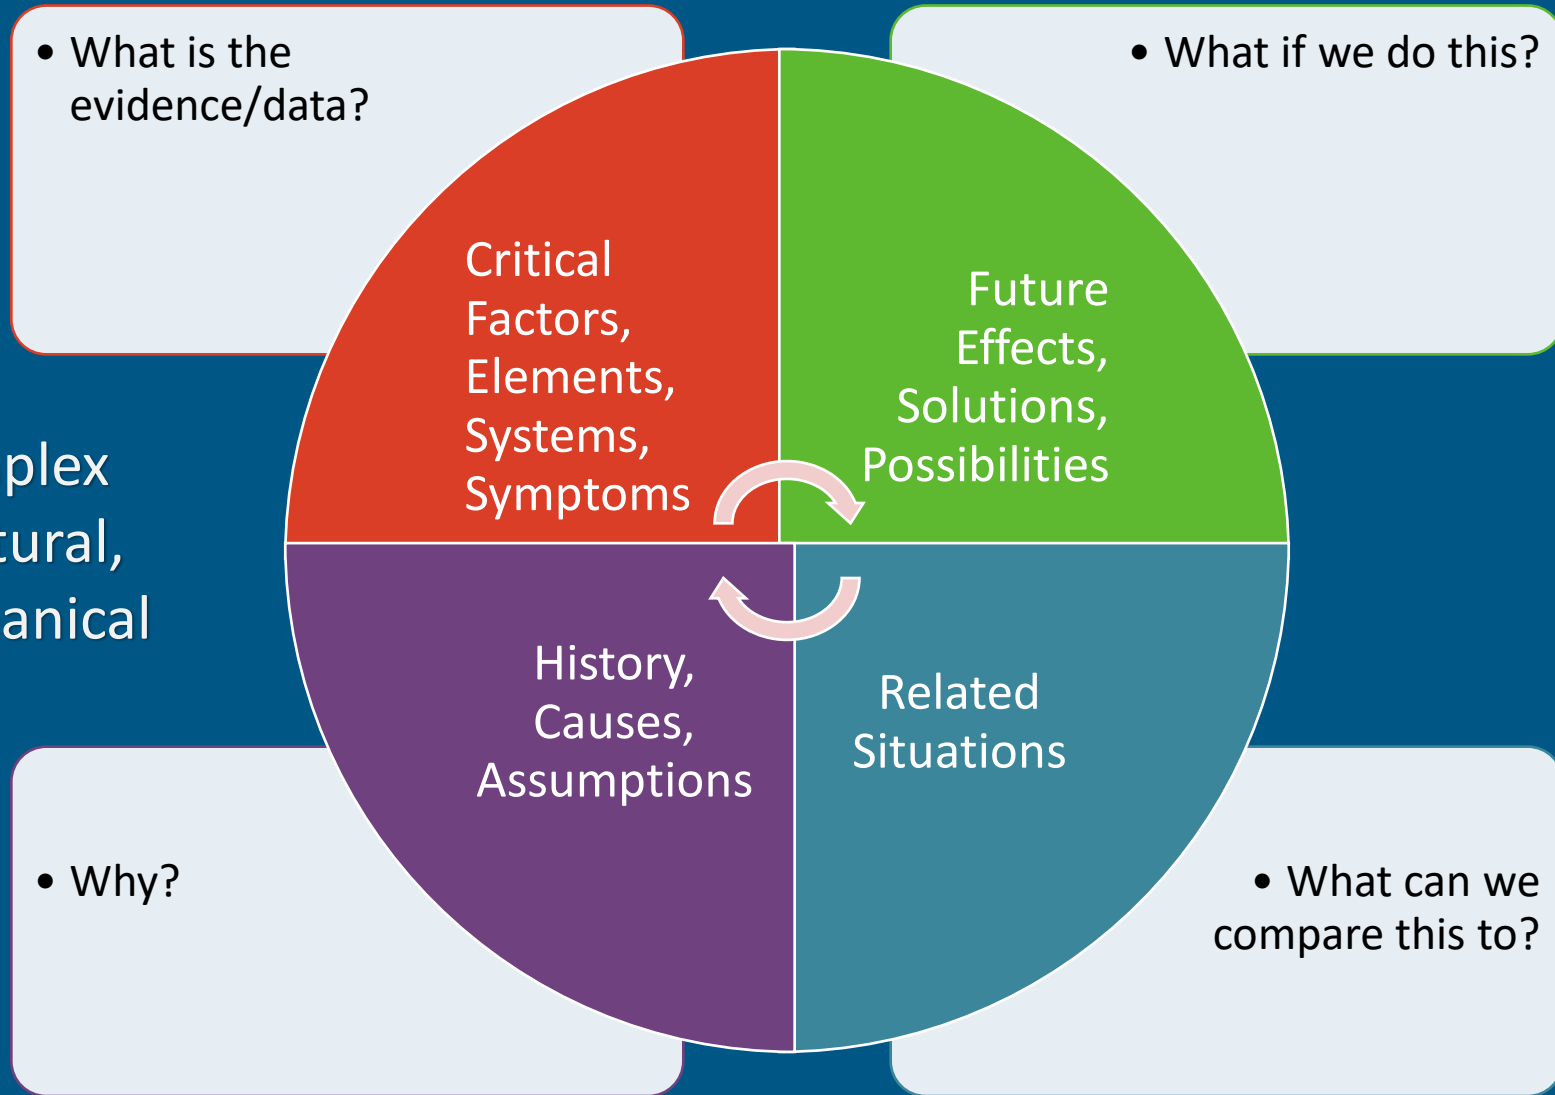 • What is the
evidence/data?
• What if we do this?
Critical
Factors,
Elements,
Systems,
Symptoms
Future
Effects,
Solutions,
Possibilities
plex
tural,
anical
History,
Causes,
Assumptions
Related
Situations
• Why?
• What can we
compare this to?